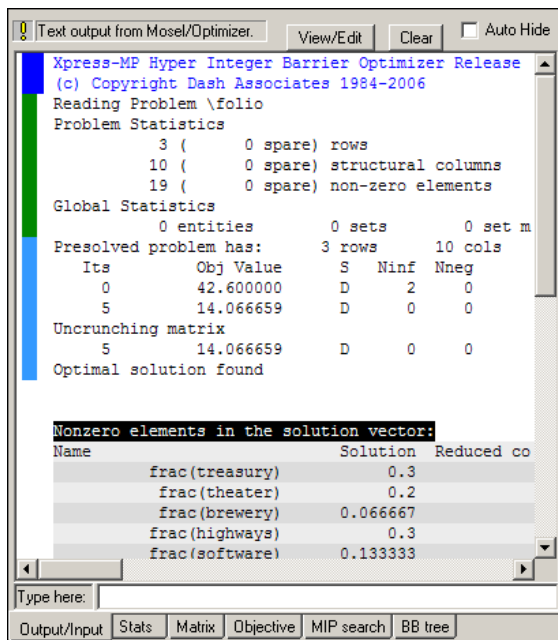 Text output from Mosel/Optimizer. View/Edit Clear Auto Hide
Xpress-MP Hyper Integer Barrier Optimizer Release
(c) Copyright Dash Associates 1984-2006
Reading Problem \folio
Problem Statistics
3 ( 0 spare) rows
10 ( 0 spare) structural columns
19 ( 0 spare) non-zero elements
Global Statistics
0 entities 0 sets 0 set m
Presolved problem has: 3 rows 10 cols
Its Obj Value S Ninf Nneg
0 42.600000 D 2 0
5 14.066659 D 0 0
Uncrunching matrix
5 14.066659 D 0 0
Optimal solution found
Nonzero elements in the solution vector:
Name Solution Reduced co
frac(treasury) 0.3
frac(theater) 0.2
frac(brewery) 0.066667
frac(highways) 0.3
frac(software) 0.133333
Type here:
Output/Input Stats Matrix Objective MIP search BB tree